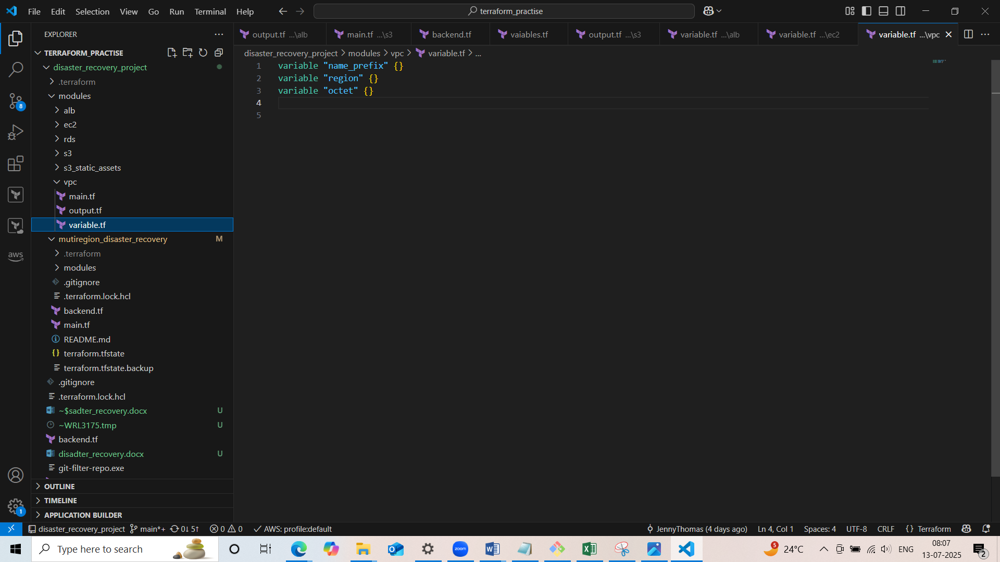 File Edit Selection View Go Run Terminal Help
terraform_practise
EXPLORER
TERRAFORM_PRACTISE
disaster_recovery_project
.terraform
modules
alb
ec2
rds
s3
s3_static_assets
vpc
main.tf
output.tf
variable.tf
mutiregion_disaster_recovery M
.terraform
modules
.gitignore
.terraform.lock.hcl
backend.tf
main.tf
README.md
terraform.tfstate
terraform.tfstate.backup
.gitignore
.terraform.lock.hcl
~$sadter_recovery.docx U
~WRL3175.tmp U
backend.tf
disadter_recovery.docx U
git-filter-repo.exe
OUTLINE
TIMELINE
APPLICATION BUILDER
8
aws
1
output.tf ...\alb main.tf ...\s3 backend.tf vaiables.tf output.tf ...\s3 variable.tf ...\alb variable.tf ...\ec2 variable.tf ...\vpc
disaster_recovery_project > modules > vpc > variable.tf > ...
1 variable "name_prefix" {}
2 variable "region" {}
3 variable "octet" {}
4
5
disaster_recovery_project main*+ 0↓ 5↑ 0 0 AWS: profile:default JennyThomas (4 days ago) Ln 4, Col 1 Spaces: 4 UTF-8 CRLF {} Terraform
Type here to search zoom 5 24°C ENG 08:07
13-07-2025 2